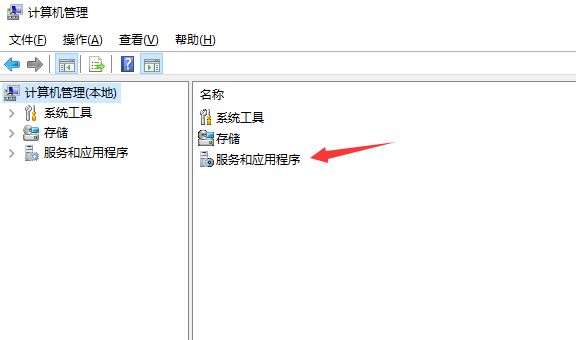 计算机管理
文件(F) 操作(A) 查看(V) 帮助(H)
计算机管理(本地)
系统工具
存储
服务和应用程序
名称
系统工具
存储
服务和应用程序